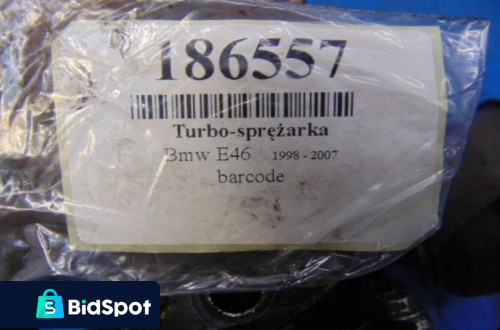 186557
Turbo-sprężarka
Bmw E46 1998 - 2007
barcode
S
BidSpot